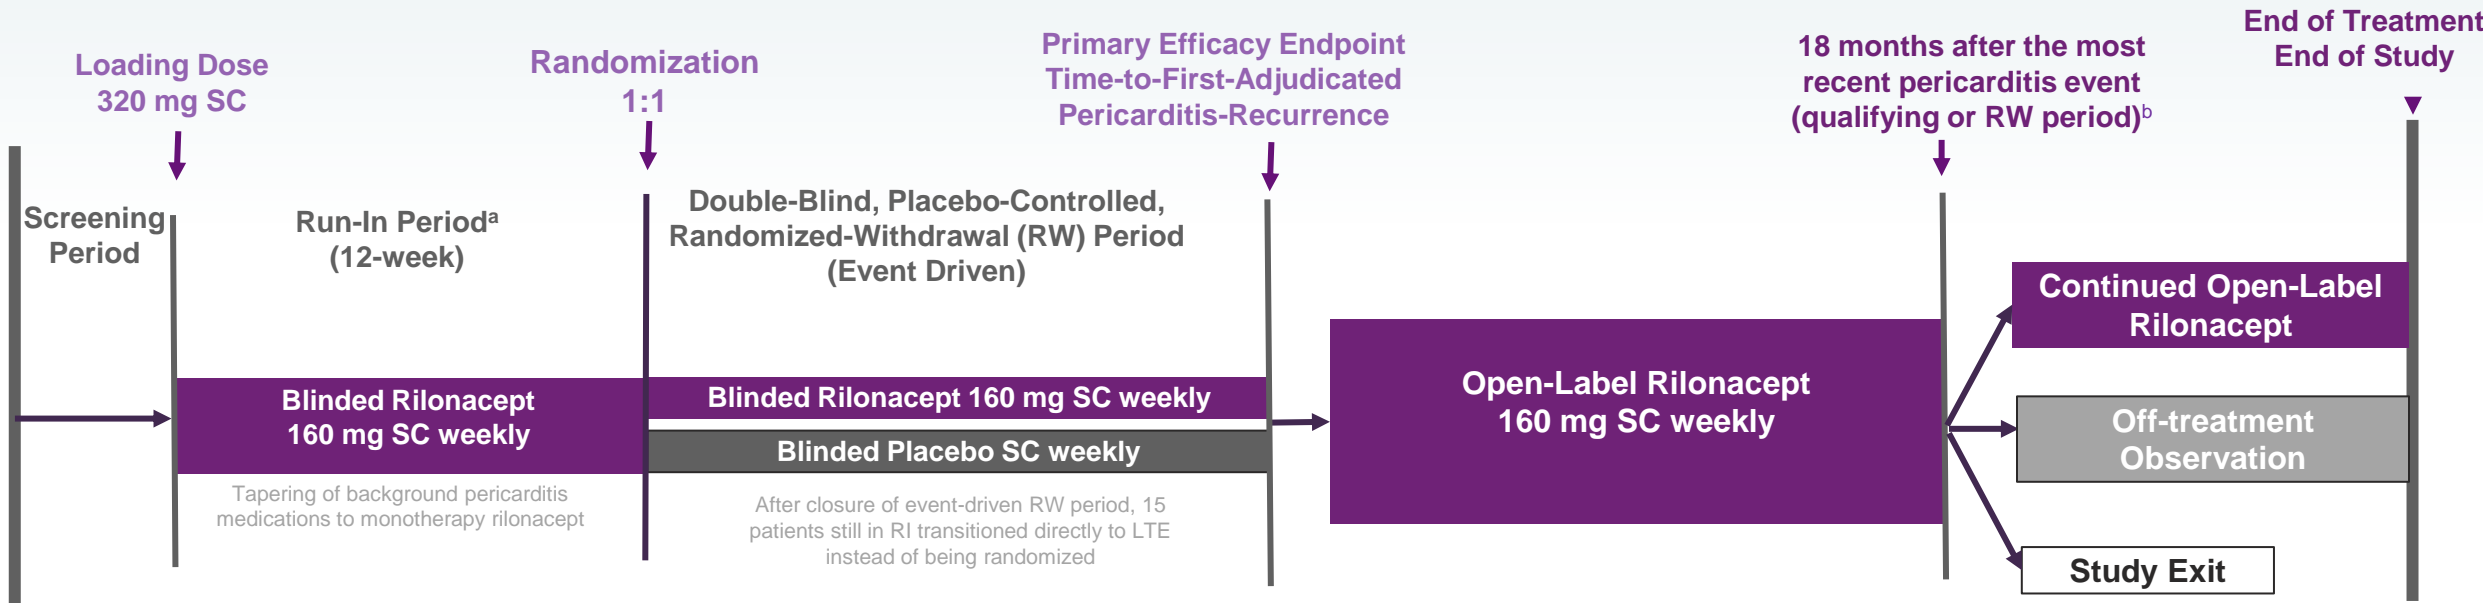 Loading Dose
320 mg SC
Randomization
1:1
Primary Efficacy Endpoint
Time-to-First-Adjudicated
Pericarditis-Recurrence
18 months after the most
recent pericarditis event
(qualifying or RW period)ᵇ
End of Treatment
End of Study
Screening
Period
Run-In Periodᵃ
(12-week)
Double-Blind, Placebo-Controlled,
Randomized-Withdrawal (RW) Period
(Event Driven)
Blinded Rilonacept
160 mg SC weekly
Tapering of background pericarditis
medications to monotherapy rilonacept
Blinded Rilonacept 160 mg SC weekly
Blinded Placebo SC weekly
After closure of event-driven RW period, 15
patients still in RI transitioned directly to LTE
instead of being randomized
Open-Label Rilonacept
160 mg SC weekly
Continued Open-Label
Rilonacept
Off-treatment
Observation
Study Exit